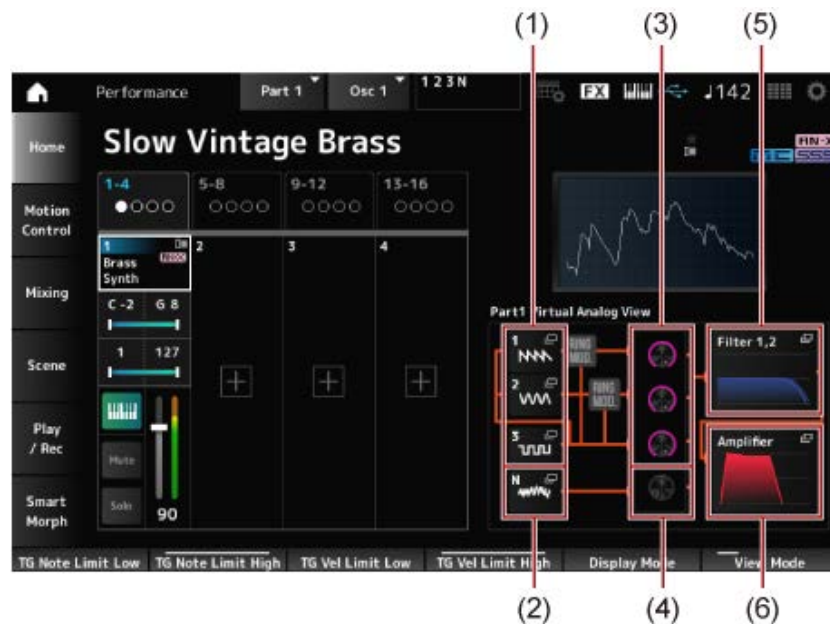 (1) (3) (5)
Performance Part 1 Osc 1 1 2 3 N FX ♩142
Home
Slow Vintage Brass
Motion
Control
Mixing
Scene
Play
/ Rec
Smart
Morph
1-4 5-8 9-12 13-16
1 2 3 4
Brass
Synth
C -2 G 8
1 127
Mute
Solo
90
Part1 Virtual Analog View
1
2
3
N
RING
MOD.
RING
MOD.
Filter 1,2
Amplifier
TG Note Limit Low TG Note Limit High TG Vel Limit Low TG Vel Limit High Display Mode View Mode
(2) (4) (6)